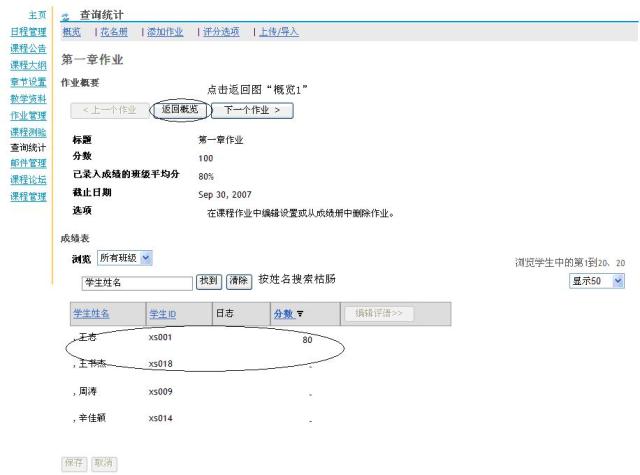 主页
日程管理
课程公告
课程大纲
章节设置
教学资料
作业管理
课程测验
查询统计
邮件管理
课程论坛
课程管理
查询统计
概览 | 花名册 | 添加作业 | 评分选项 | 上传/导入
第一章作业
作业概要
点击返回图“概览1”
< 上一个作业 返回概览 下一个作业 >
标题 第一章作业
分数 100
已录入成绩的班级平均分 80%
截止日期 Sep 30, 2007
选项 在课程作业中编辑设置或从成绩册中删除作业。
成绩表
浏览 所有班级
浏览学生中的第1到20、20
学生姓名 找到 清除 按姓名搜索枯肠
显示50
学生姓名 学生ID 日志 分数 编辑评语>>
, 王志 xs001 80
, 王书杰 xs018 -
, 周涛 xs009 -
, 辛佳颖 xs014 -
保存 取消